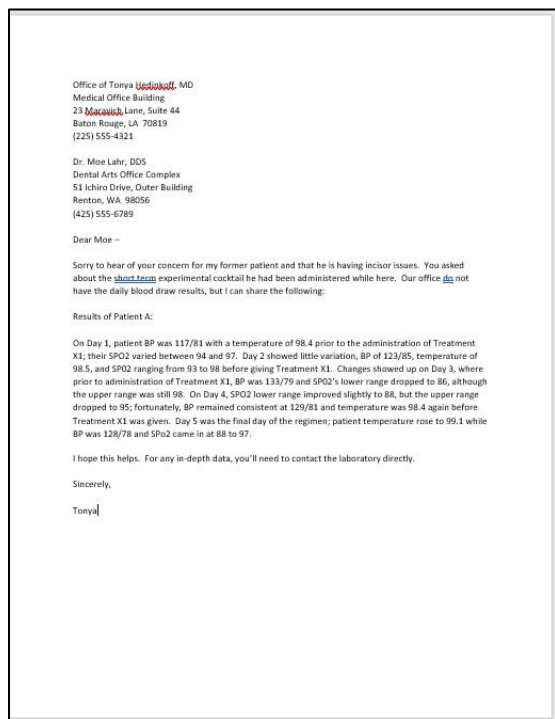 Office of Tonya Hedinkoff, MD
Medical Office Building
23 Maravich Lane, Suite 44
Baton Rouge, LA  70819
(225) 555-4321
Dr. Moe Lahr, DDS
Dental Arts Office Complex
51 Ichiro Drive, Outer Building
Renton, WA  98056
(425) 555-6789
Dear Moe –
Sorry to hear of your concern for my former patient and that he is having incisor issues.  You asked
about the short term experimental cocktail he had been administered while here.  Our office do not
have the daily blood draw results, but I can share the following:
Results of Patient A:
On Day 1, patient BP was 117/81 with a temperature of 98.4 prior to the administration of Treatment
X1; their SPO2 varied between 94 and 97.  Day 2 showed little variation, BP of 123/85, temperature of
98.5, and SP02 ranging from 93 to 98 before giving Treatment X1.  Changes showed up on Day 3, where
prior to administration of Treatment X1, BP was 133/79 and SP02's lower range dropped to 86, although
the upper range was still 98.  On Day 4, SPO2 lower range improved slightly to 88, but the upper range
dropped to 95; fortunately, BP remained consistent at 129/81 and temperature was 98.4 again before
Treatment X1 was given.  Day 5 was the final day of the regimen; patient temperature rose to 99.1 while
BP was 128/78 and SPo2 came in at 88 to 97.
I hope this helps.  For any in-depth data, you'll need to contact the laboratory directly.
Sincerely,
Tonya